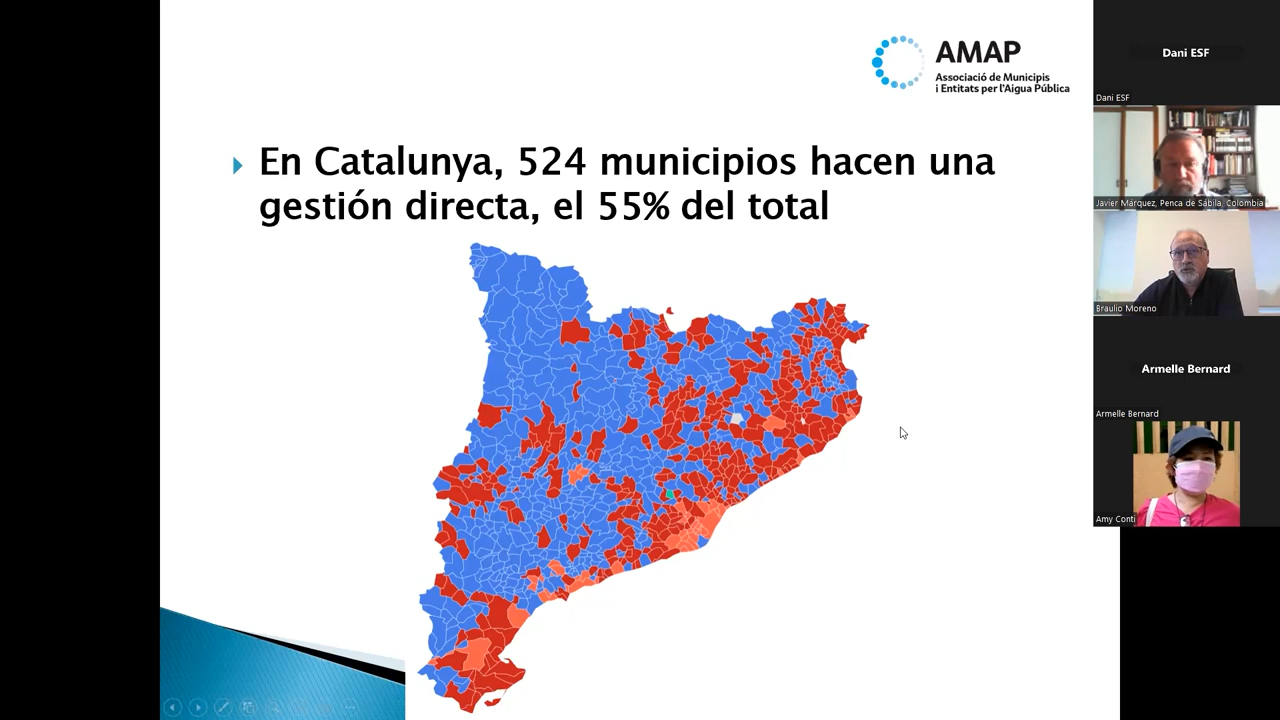 AMAP
Associació de Municipis
i Entitats per l'Aigua Pública
En Catalunya, 524 municipios hacen una
gestión directa, el 55% del total
Dani ESF
Dani ESF
Javier Márquez, Penca de Sábila, Colombia
Braulio Moreno
Armelle Bernard
Armelle Bernard
Amy Conti